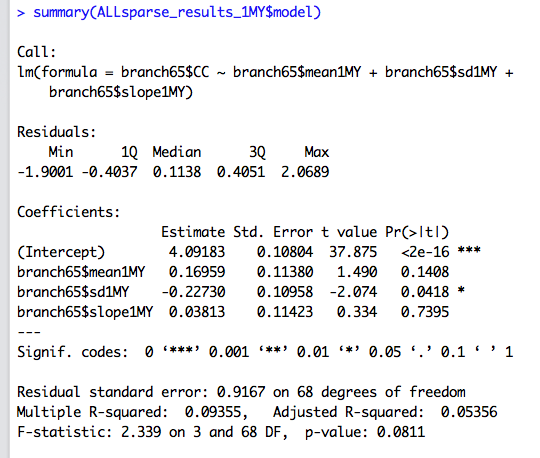 > summary(ALLsparse_results_1MY$model)
Call:
lm(formula = branch65$CC ~ branch65$mean1MY + branch65$sd1MY +
    branch65$slope1MY)
Residuals:
    Min      1Q  Median      3Q     Max
-1.9001 -0.4037  0.1138  0.4051  2.0689
Coefficients:
                  Estimate Std. Error t value Pr(>|t|)
(Intercept)        4.09183    0.10804  37.875   <2e-16 ***
branch65$mean1MY   0.16959    0.11380   1.490   0.1408
branch65$sd1MY    -0.22730    0.10958  -2.074   0.0418 *
branch65$slope1MY  0.03813    0.11423   0.334   0.7395
---
Signif. codes:  0 ‘***’ 0.001 ‘**’ 0.01 ‘*’ 0.05 ‘.’ 0.1 ‘ ’ 1
Residual standard error: 0.9167 on 68 degrees of freedom
Multiple R-squared:  0.09355,	Adjusted R-squared:  0.05356
F-statistic: 2.339 on 3 and 68 DF,  p-value: 0.0811